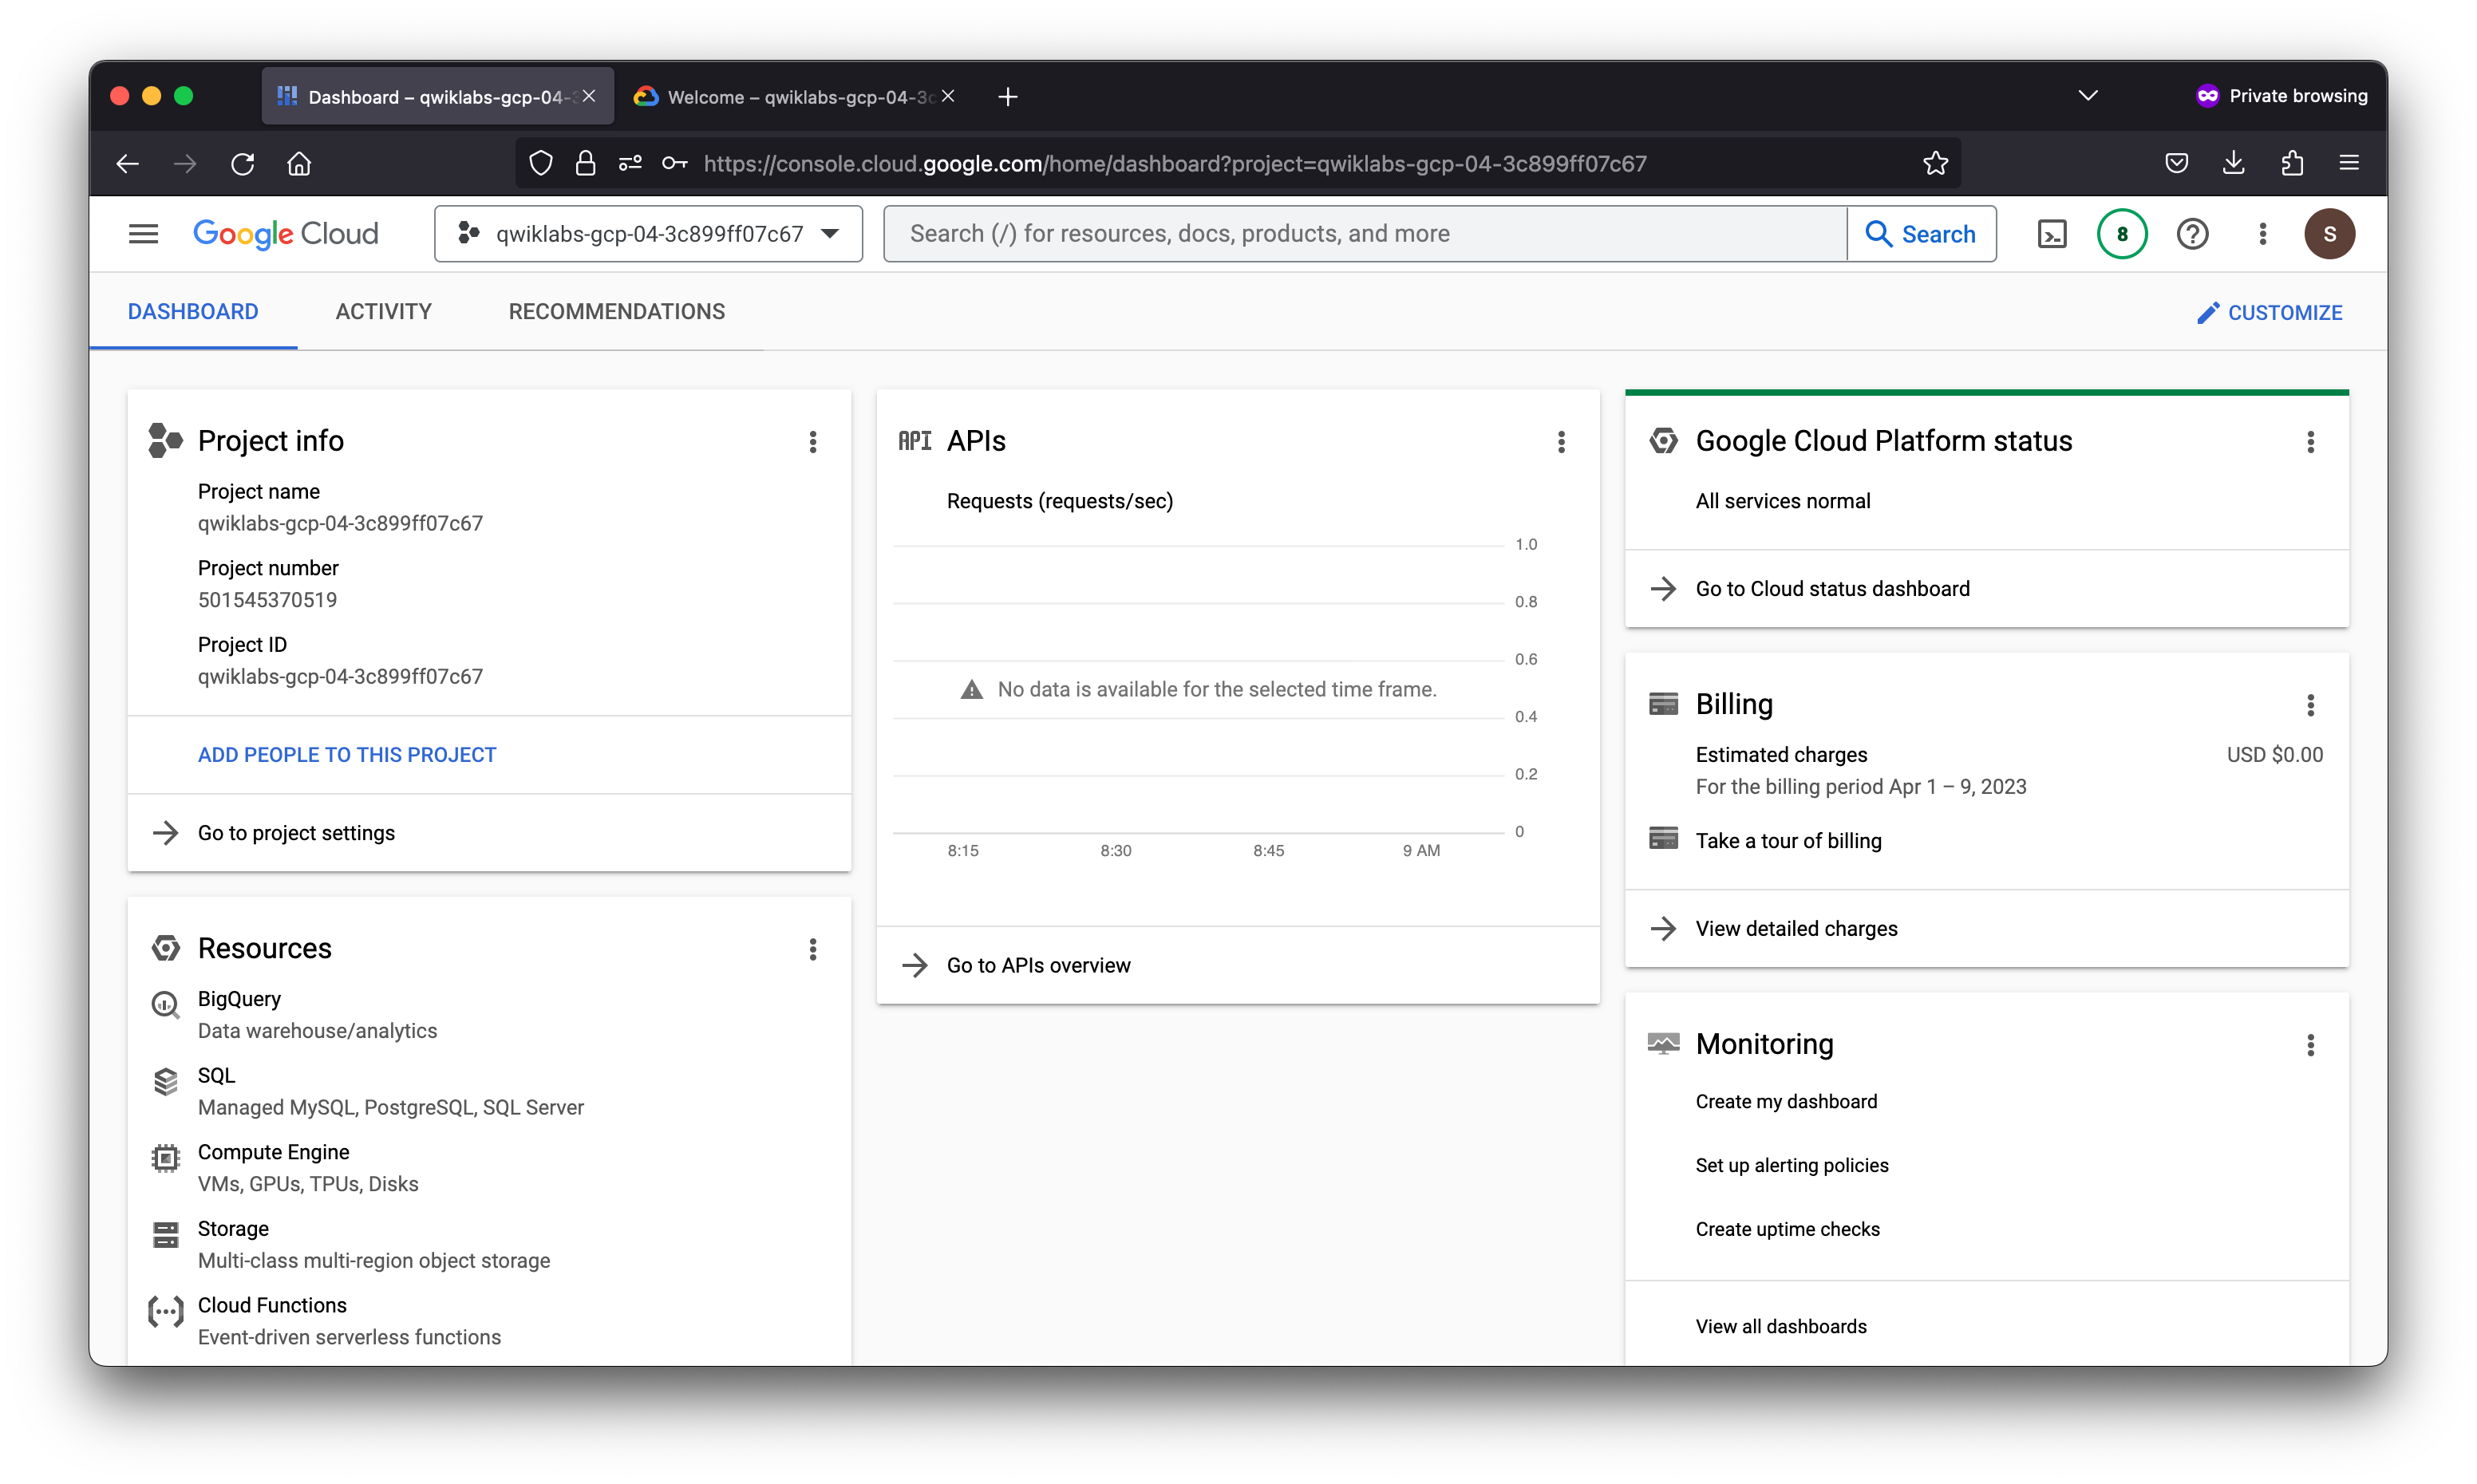 Dashboard – qwiklabs-gcp-04-3
Welcome – qwiklabs-gcp-04-3c
Private browsing
https://console.cloud.google.com/home/dashboard?project=qwiklabs-gcp-04-3c899ff07c67
Google Cloud
qwiklabs-gcp-04-3c899ff07c67
Search (/) for resources, docs, products, and more
Search
8
S
DASHBOARD
ACTIVITY
RECOMMENDATIONS
CUSTOMIZE
Project info
Project name
qwiklabs-gcp-04-3c899ff07c67
Project number
501545370519
Project ID
qwiklabs-gcp-04-3c899ff07c67
ADD PEOPLE TO THIS PROJECT
Go to project settings
Resources
BigQuery
Data warehouse/analytics
SQL
Managed MySQL, PostgreSQL, SQL Server
Compute Engine
VMs, GPUs, TPUs, Disks
Storage
Multi-class multi-region object storage
Cloud Functions
Event-driven serverless functions
API APIs
Requests (requests/sec)
1.0
0.8
0.6
No data is available for the selected time frame.
0.4
0.2
0
8:15
8:30
8:45
9 AM
Go to APIs overview
Google Cloud Platform status
All services normal
Go to Cloud status dashboard
Billing
Estimated charges
USD $0.00
For the billing period Apr 1 – 9, 2023
Take a tour of billing
View detailed charges
Monitoring
Create my dashboard
Set up alerting policies
Create uptime checks
View all dashboards